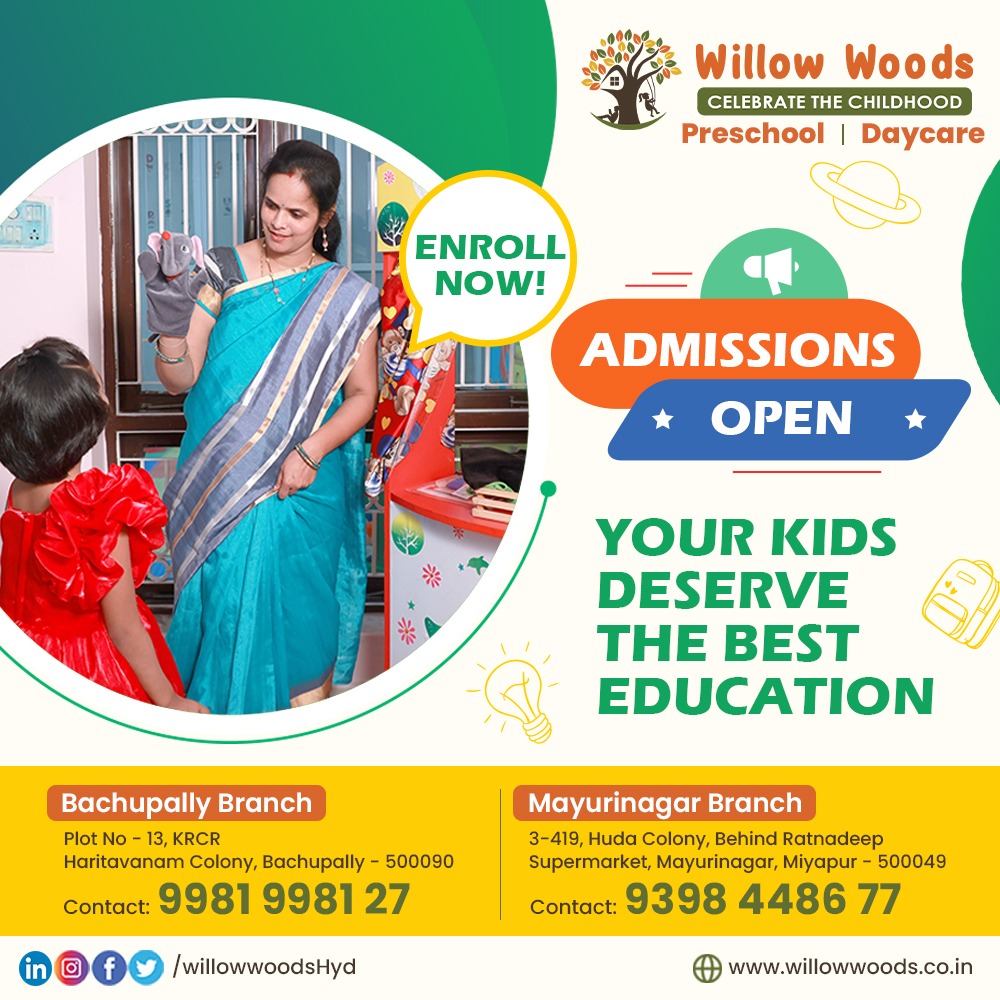 Willow Woods
CELEBRATE THE CHILDHOOD
Preschool | Daycare
ENROLL
NOW!
ADMISSIONS
OPEN
YOUR KIDS
DESERVE
THE BEST
EDUCATION
Bachupally Branch
Plot No - 13, KRCR
Haritavanam Colony, Bachupally - 500090
Contact: 9981 9981 27
Mayurinagar Branch
3-419, Huda Colony, Behind Ratnadeep
Supermarket, Mayurinagar, Miyapur - 500049
Contact: 9398 4486 77
in f /willowwoodsHyd
www.willowwoods.co.in